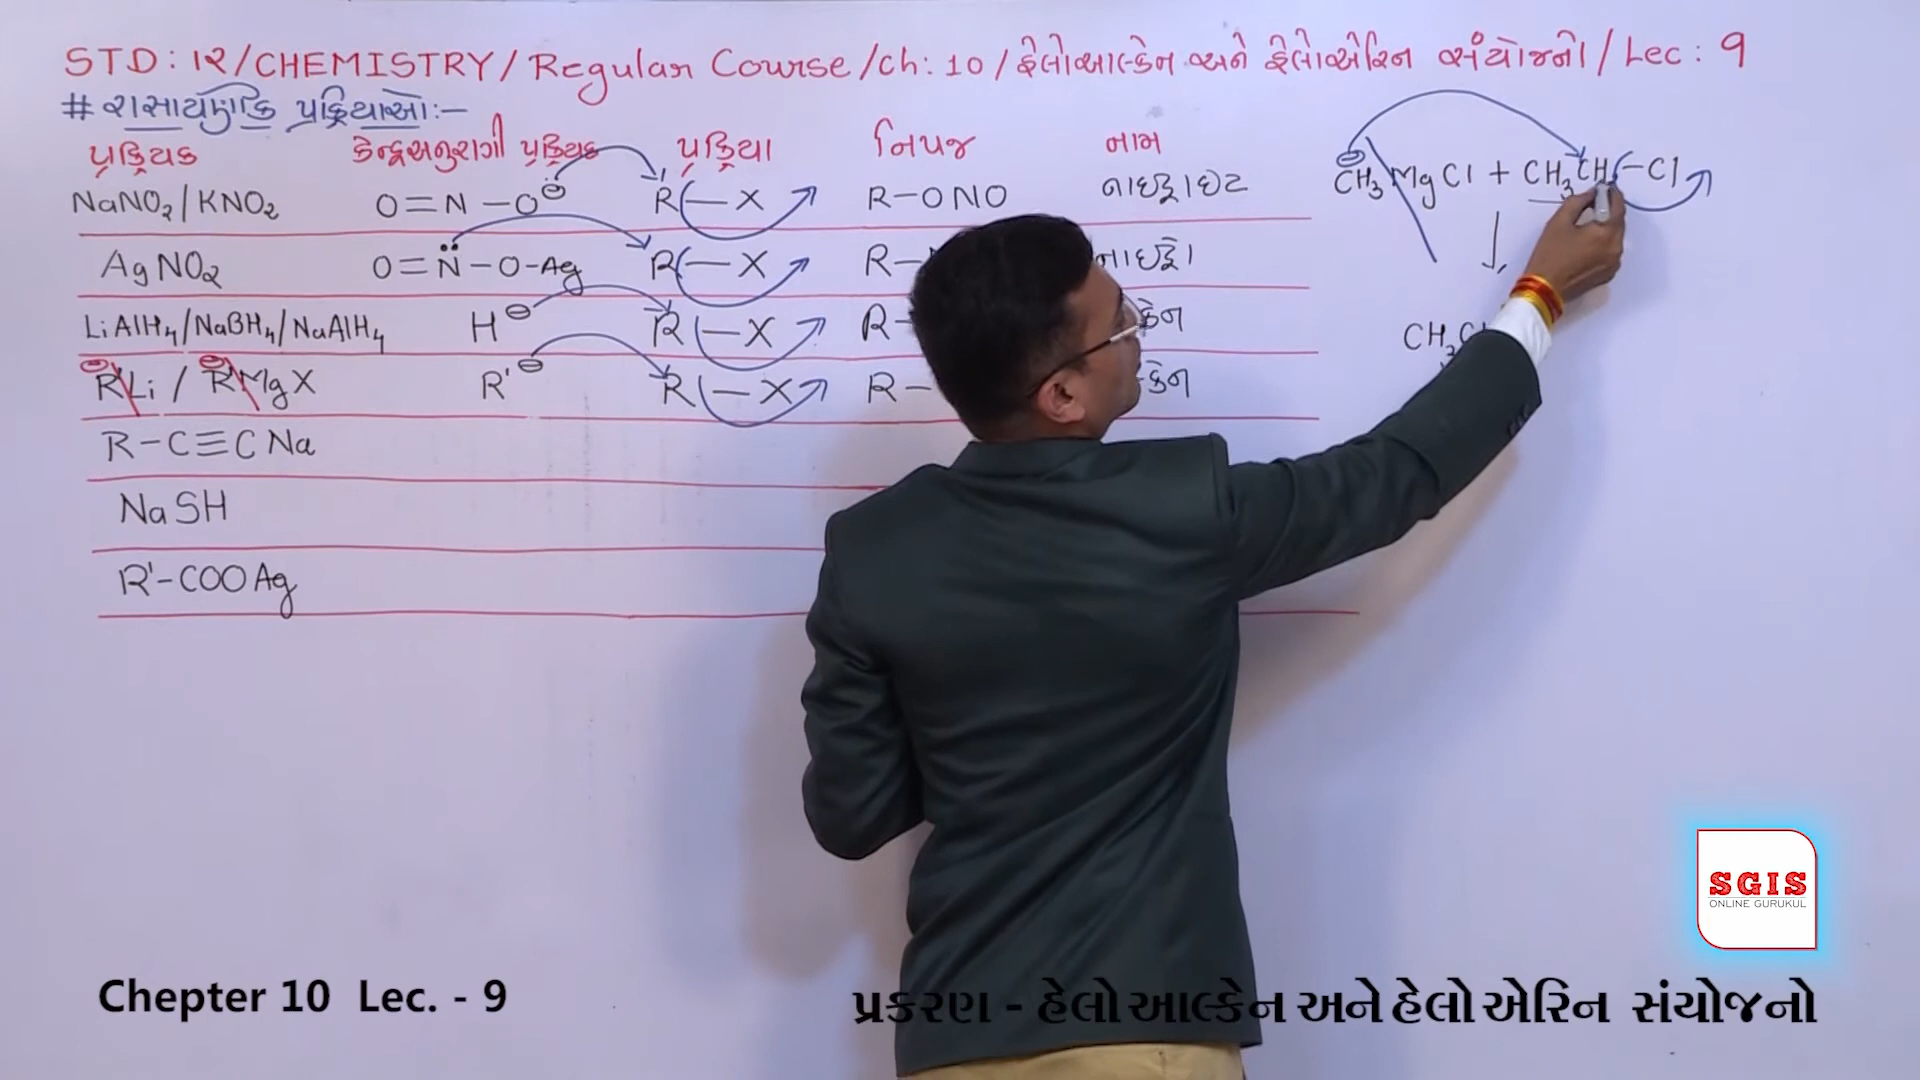 STD: 12/CHEMISTRY/Regular Course/ch: 10/હેલોઆલ્કેન અને હેલોએરિન સંયોજનો/Lec: 9
# રાસાયણિક પ્રક્રિયાઓ:-
પ્રક્રિયક કેન્દ્રઅનુરાગી પ્રક્રિયક પ્રક્રિયા નિપજ નામ
NaNO₂/KNO₂ O=N-O⊖ R-X R-ONO નાઇટ્રાઇટ
AgNO₂ O=N̈-O-Ag R-X R- નાઇટ્રો
LiAlH₄/NaBH₄/NaAlH₄ H⊖ R-X R-
R'Li / R'MgX R'⊖ R-X R-
R-C≡CNa
NaSH
R'-COOAg
CH₃MgCl + CH₃CH₂-Cl
SGIS
ONLINE GURUKUL
Chepter 10 Lec. - 9
પ્રકરણ - હેલોઆલ્કેન અને હેલોએરિન સંયોજનો